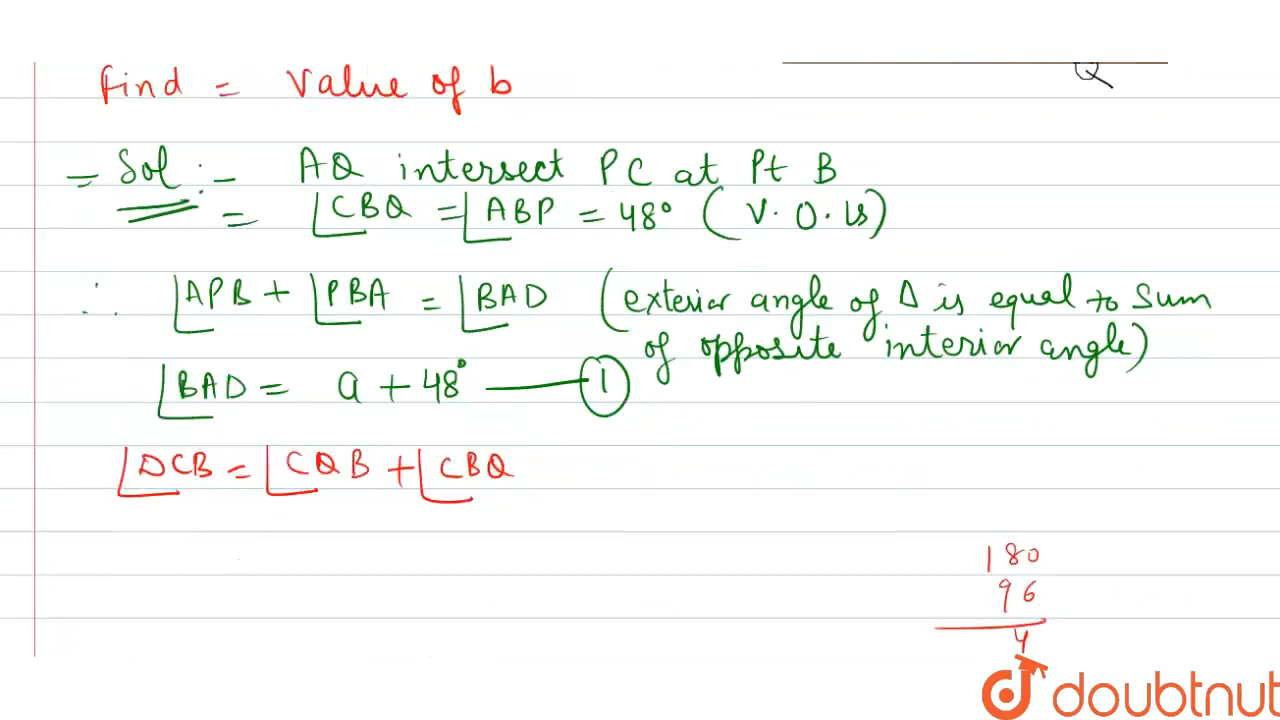 Q
Find = Value of b
= Sol :- AQ intersect PC at Pt B
= ∠CBQ = ∠ABP = 48° (V.O.∠s)
∴ ∠APB + ∠PBA = ∠BAD (exterior angle of Δ is equal to Sum
of opposite interior angle)
∠BAD = a + 48° — ①
∠DCB = ∠CQB + ∠CBQ
180
96
4
doubtnut